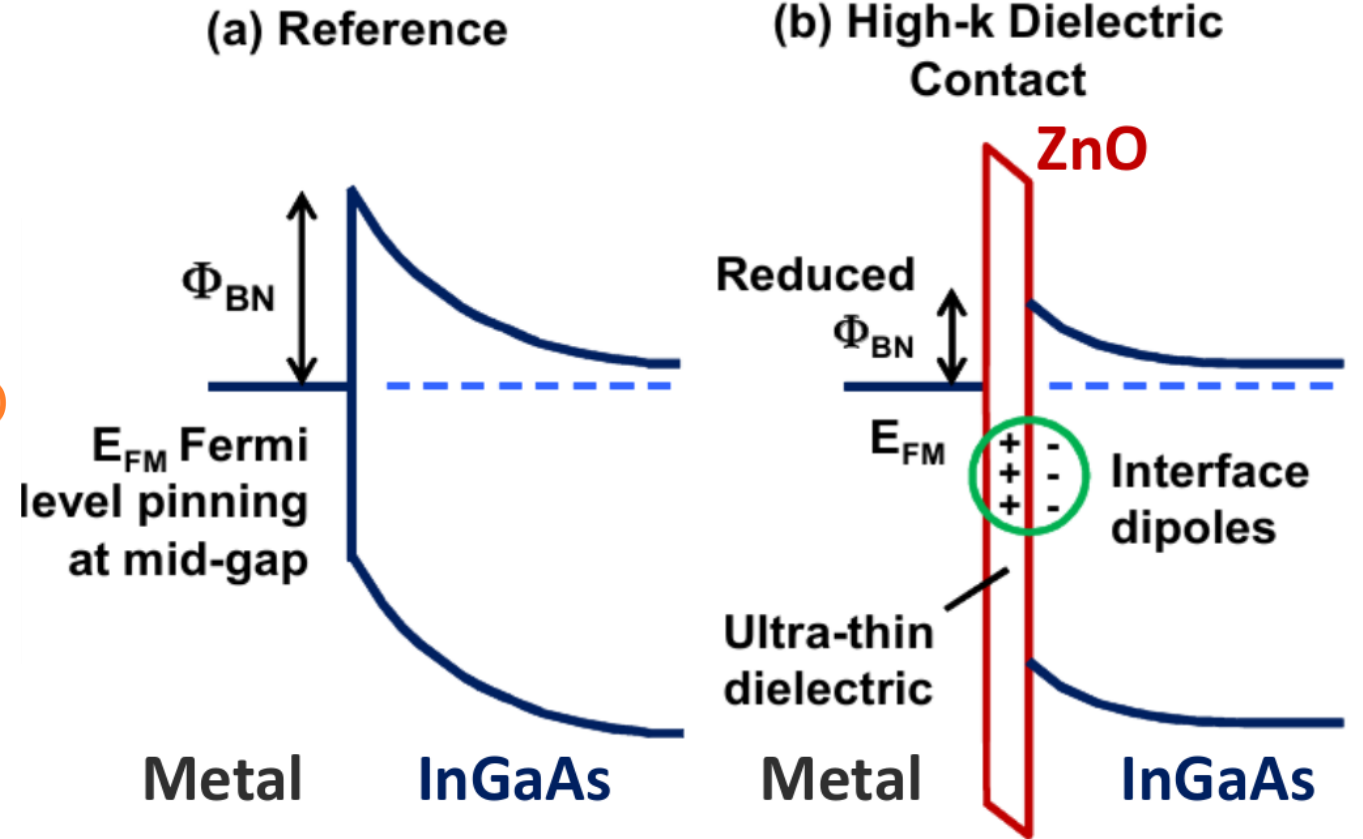 (a) Reference
ΦBN
EFM Fermi
level pinning
at mid-gap
Metal
InGaAs
(b) High-k Dielectric
Contact
ZnO
Reduced
ΦBN
EFM
+ -
+ -
+ -
Interface
dipoles
Ultra-thin
dielectric
Metal
InGaAs